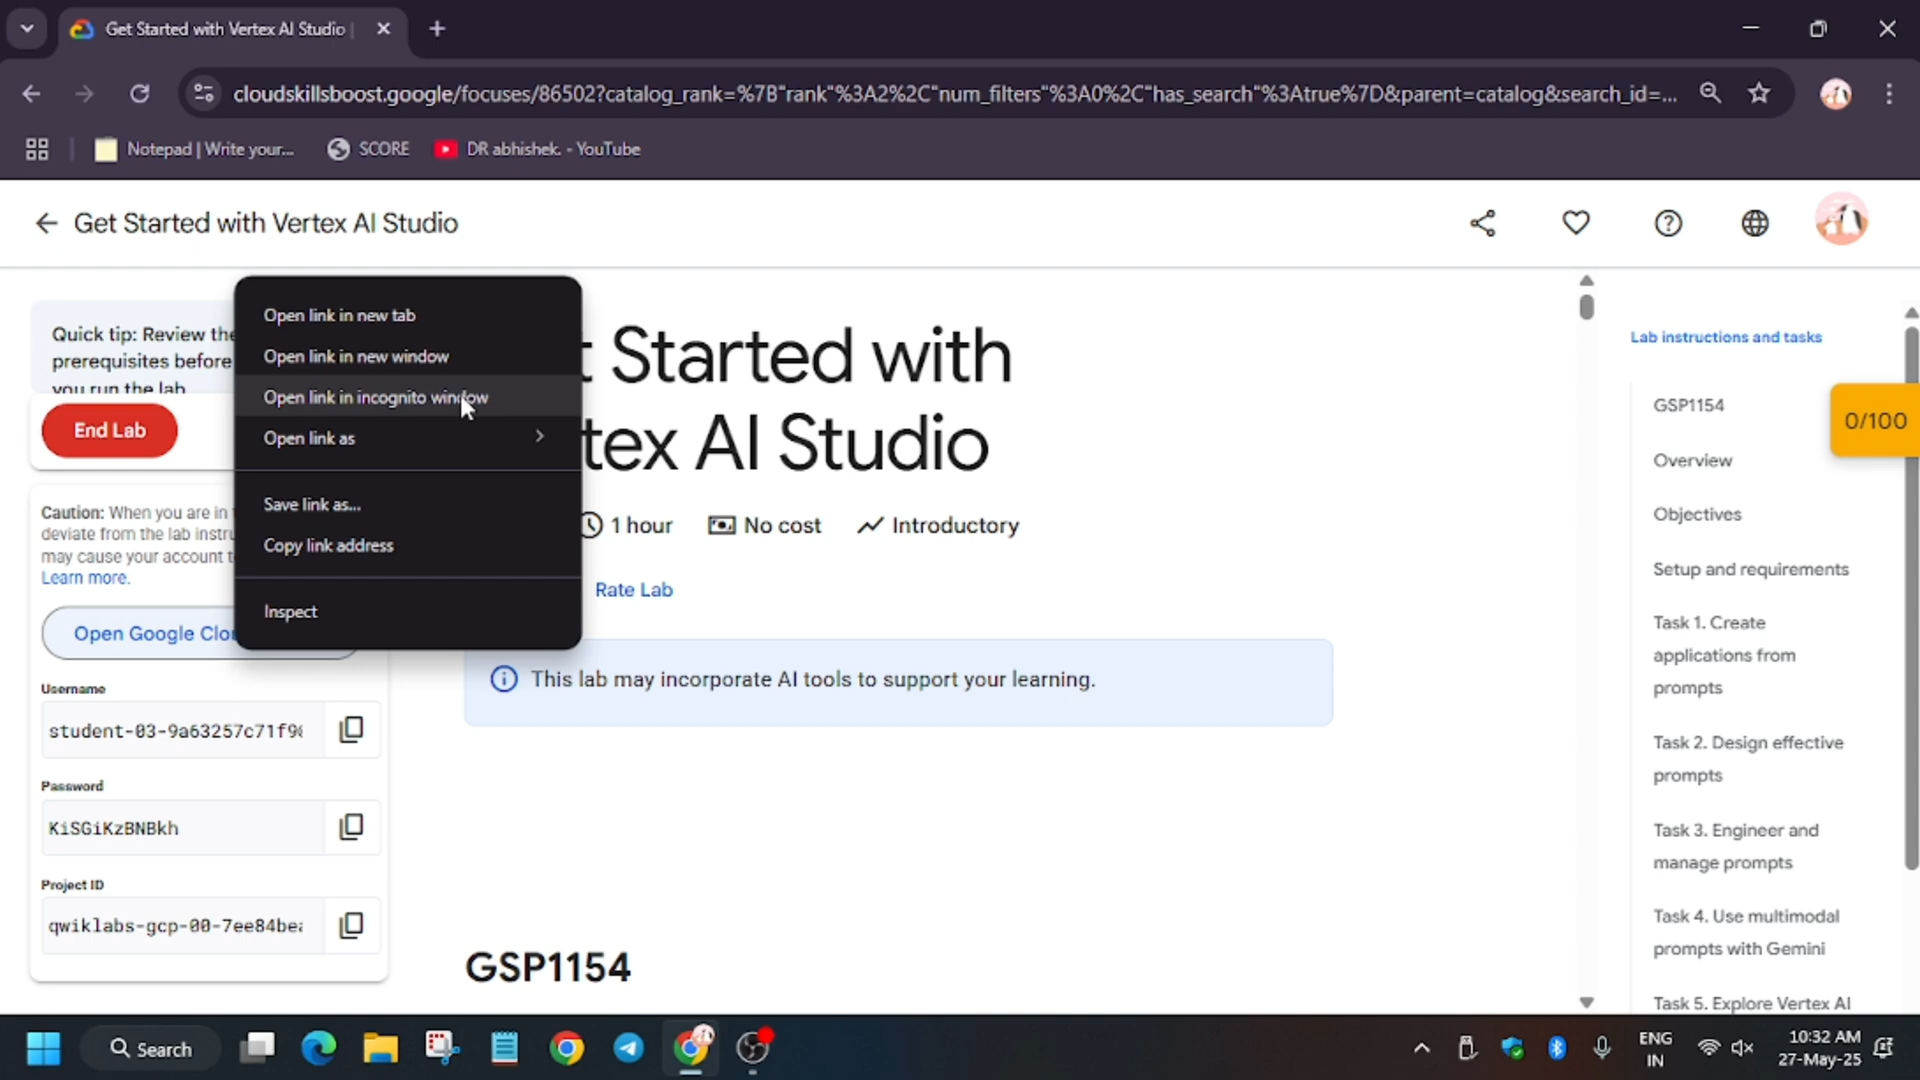 Get Started with Vertex AI Studio |
cloudskillsboost.google/focuses/86502?catalog_rank=%7B"rank"%3A2%2C"num_filters"%3A0%2C"has_search"%3Atrue%7D&parent=catalog&search_id=...
Notepad | Write your... SCORE DR abhishek. - YouTube
Get Started with Vertex AI Studio
Quick tip: Review the
prerequisites before
you run the lab
End Lab
Caution: When you are in
deviate from the lab instru
may cause your account t
Learn more.
Open Google Clo
Username
student-03-9a63257c71f9
Password
KiSGiKzBNBkh
Project ID
qwiklabs-gcp-00-7ee84bea
Open link in new tab
Open link in new window
Open link in incognito window
Open link as
Save link as...
Copy link address
Inspect
t Started with
tex AI Studio
1 hour No cost Introductory
Rate Lab
This lab may incorporate AI tools to support your learning.
GSP1154
Lab instructions and tasks
GSP1154
0/100
Overview
Objectives
Setup and requirements
Task 1. Create
applications from
prompts
Task 2. Design effective
prompts
Task 3. Engineer and
manage prompts
Task 4. Use multimodal
prompts with Gemini
Task 5. Explore Vertex AI
Search
ENG
IN
10:32 AM
27-May-25